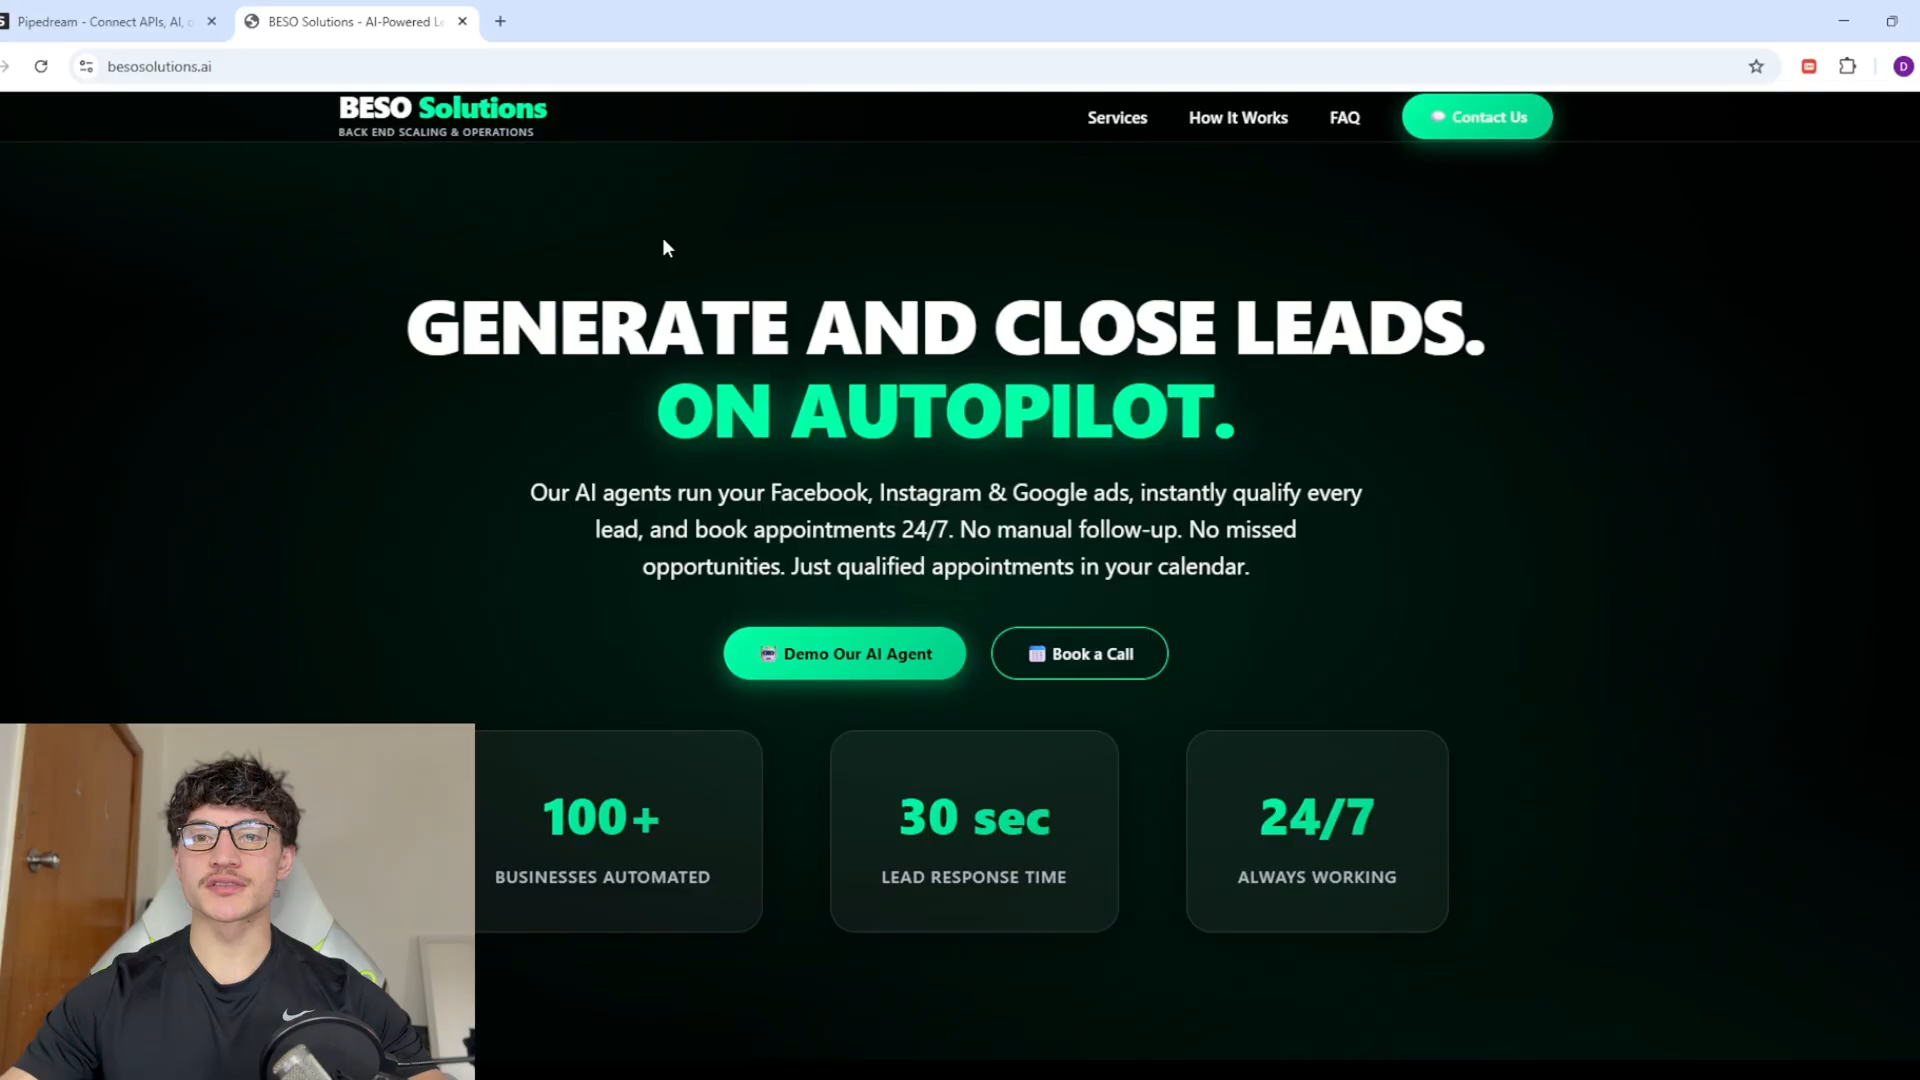 Pipedream - Connect APIs, AI,
BESO Solutions - AI-Powered Le
besosolutions.ai
D
BESO Solutions
BACK END SCALING & OPERATIONS
Services
How It Works
FAQ
Contact Us
GENERATE AND CLOSE LEADS.
ON AUTOPILOT.
Our AI agents run your Facebook, Instagram & Google ads, instantly qualify every
lead, and book appointments 24/7. No manual follow-up. No missed
opportunities. Just qualified appointments in your calendar.
Demo Our AI Agent
Book a Call
100+
BUSINESSES AUTOMATED
30 sec
LEAD RESPONSE TIME
24/7
ALWAYS WORKING